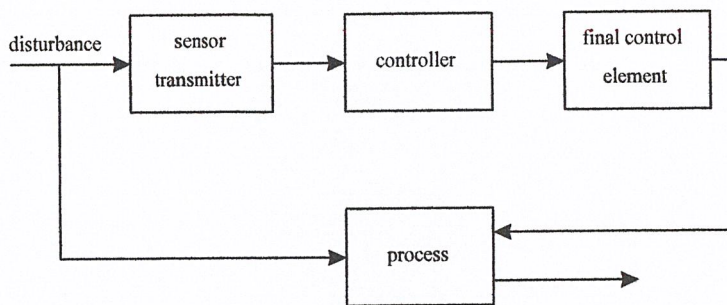 disturbance
sensor
transmitter
controller
final control
element
process